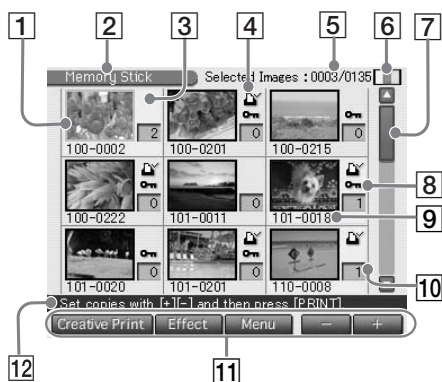 1 2 3 4 5 6 7
Memory Stick Selected Images : 0003/0135
2 0 0
100-0002 100-0201 100-0215
0 0 1 8
100-0222 101-0011 101-0018 9
0 0 1 10
101-0020 101-0201 110-0008
Set copies with [+][-] and then press [PRINT]
Creative Print Effect Menu - +
12 11